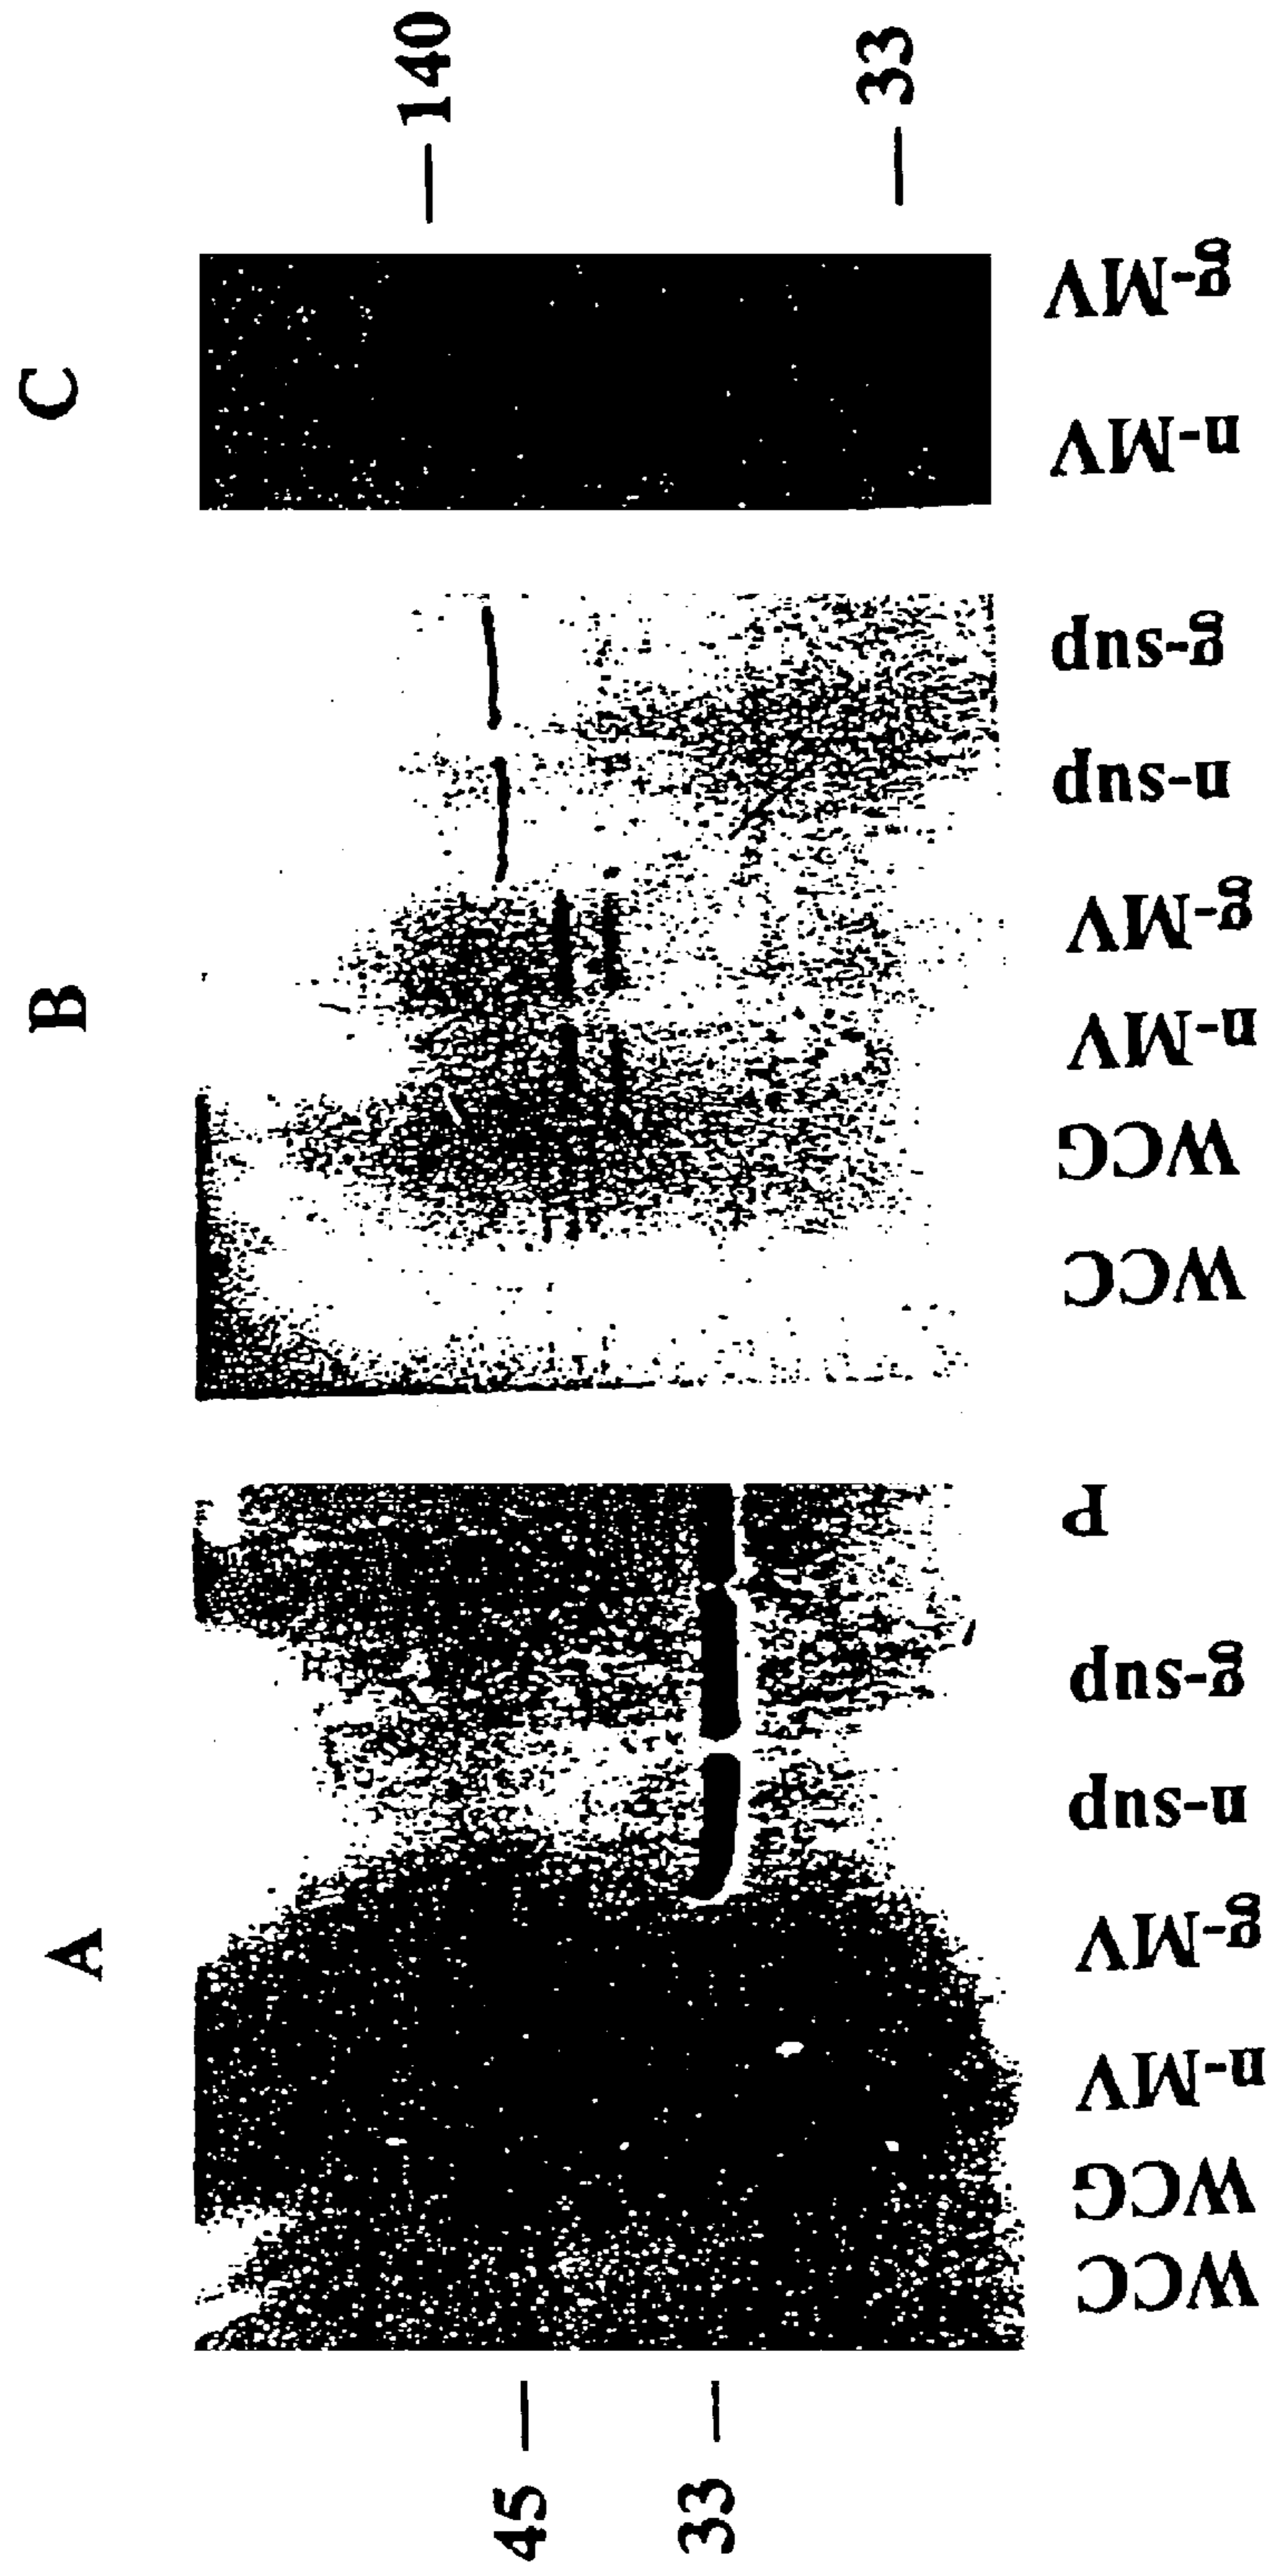 A
45
33
WCC
WCG
n-MV
g-MV
n-sup
g-sup
P
B
WCC
WCG
n-MV
g-MV
n-sup
g-sup
C
140
33
n-MV
g-MV